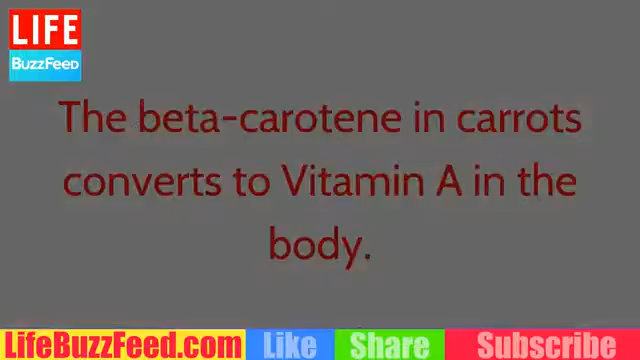 LIFE
BuzzFeed
The beta-carotene in carrots
converts to Vitamin A in the
body.
LifeBuzzFeed.com Like Share Subscribe